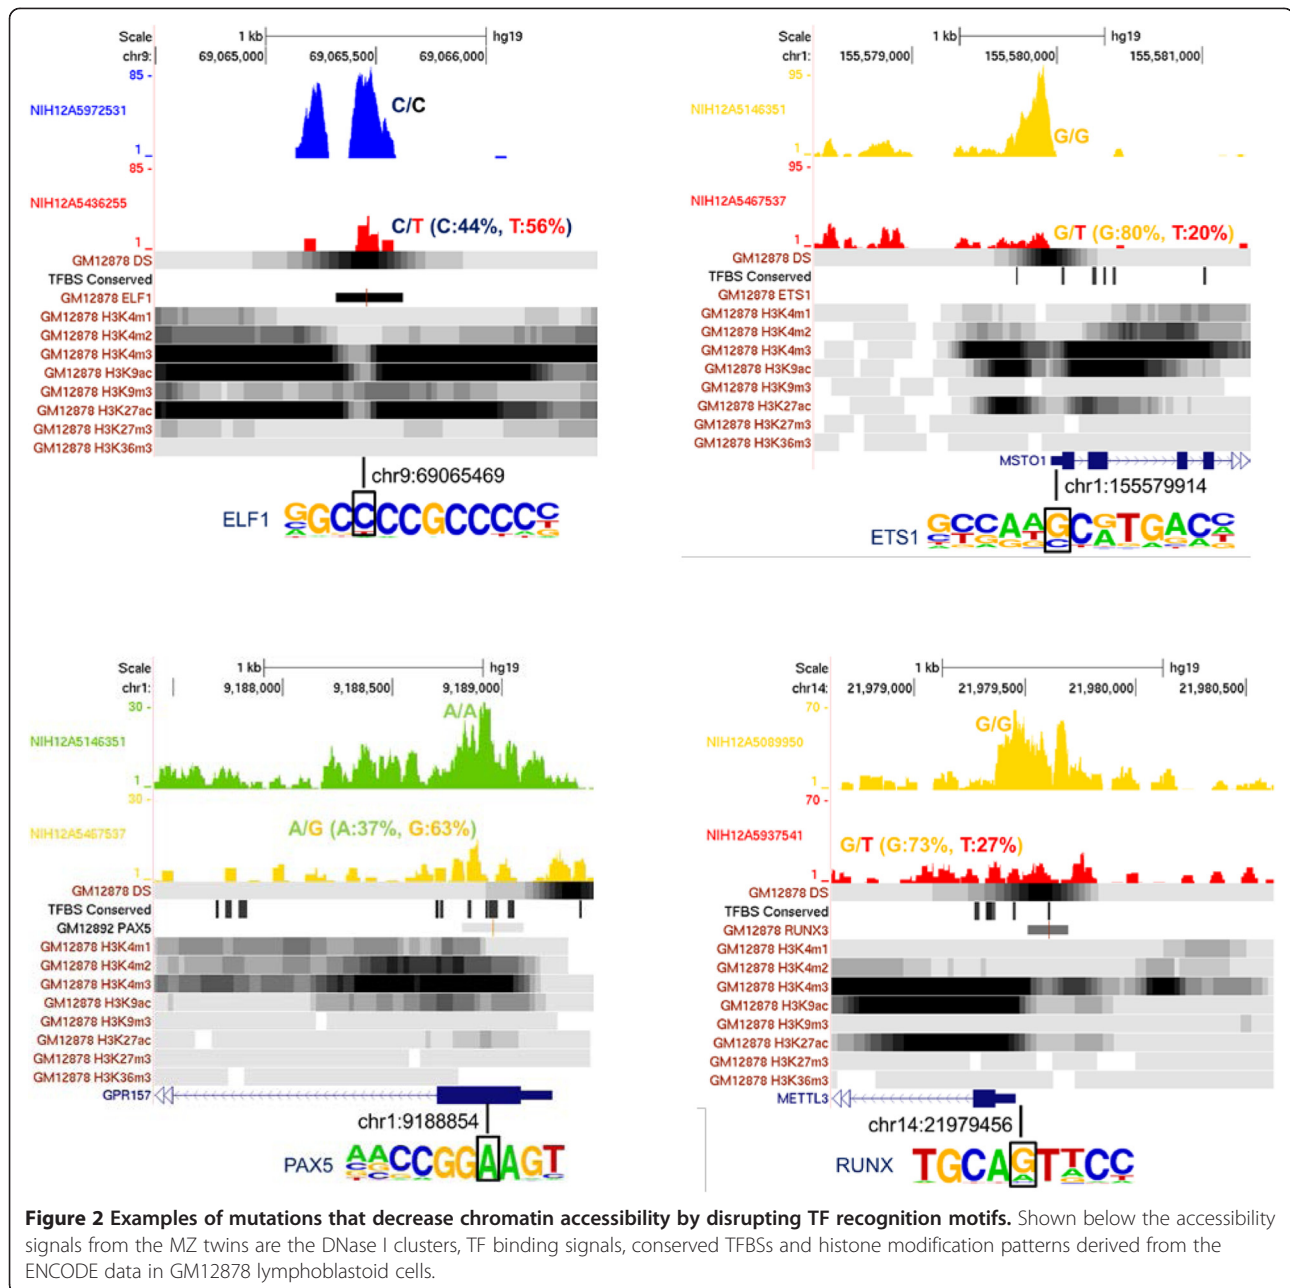 Scale 1 kb hg19
chr9: 69,065,000 69,065,500 69,066,000
85 -
NIH12A5972531
C/C
1 _
85 -
NIH12A5436255
C/T (C:44%, T:56%)
1 _
GM12878 DS
TFBS Conserved
GM12878 ELF1
GM12878 H3K4m1
GM12878 H3K4m2
GM12878 H3K4m3
GM12878 H3K9ac
GM12878 H3K9m3
GM12878 H3K27ac
GM12878 H3K27m3
GM12878 H3K36m3
chr9:69065469
ELF1 GGCCCCGCCCCC
Scale 1 kb hg19
chr1: 155,579,000 155,580,000 155,581,000
95 -
NIH12A5146351
G/G
1 _
95 -
NIH12A5467537
G/T (G:80%, T:20%)
1 _
GM12878 DS
TFBS Conserved
GM12878 ETS1
GM12878 H3K4m1
GM12878 H3K4m2
GM12878 H3K4m3
GM12878 H3K9ac
GM12878 H3K9m3
GM12878 H3K27ac
GM12878 H3K27m3
GM12878 H3K36m3
MSTO1
chr1:155579914
ETS1 GCCAAGCGTGACC
Scale 1 kb hg19
chr1: 9,188,000 9,188,500 9,189,000
30 -
A/A
NIH12A5146351
1 _
30 -
NIH12A5467537
A/G (A:37%, G:63%)
1 _
GM12878 DS
TFBS Conserved
GM12892 PAX5
GM12878 H3K4m1
GM12878 H3K4m2
GM12878 H3K4m3
GM12878 H3K9ac
GM12878 H3K9m3
GM12878 H3K27ac
GM12878 H3K27m3
GM12878 H3K36m3
GPR157
chr1:9188854
PAX5 AACCGGAAGT
Scale 1 kb hg19
chr14: 21,979,000 21,979,500 21,980,000 21,980,500
70 -
G/G
NIH12A5089950
1 _
70 -
NIH12A5937541
G/T (G:73%, T:27%)
1 _
GM12878 DS
TFBS Conserved
GM12878 RUNX3
GM12878 H3K4m1
GM12878 H3K4m2
GM12878 H3K4m3
GM12878 H3K9ac
GM12878 H3K9m3
GM12878 H3K27ac
GM12878 H3K27m3
GM12878 H3K36m3
METTL3
chr14:21979456
RUNX TGCAGTTCC
Figure 2 Examples of mutations that decrease chromatin accessibility by disrupting TF recognition motifs. Shown below the accessibility
signals from the MZ twins are the DNase I clusters, TF binding signals, conserved TFBSs and histone modification patterns derived from the
ENCODE data in GM12878 lymphoblastoid cells.